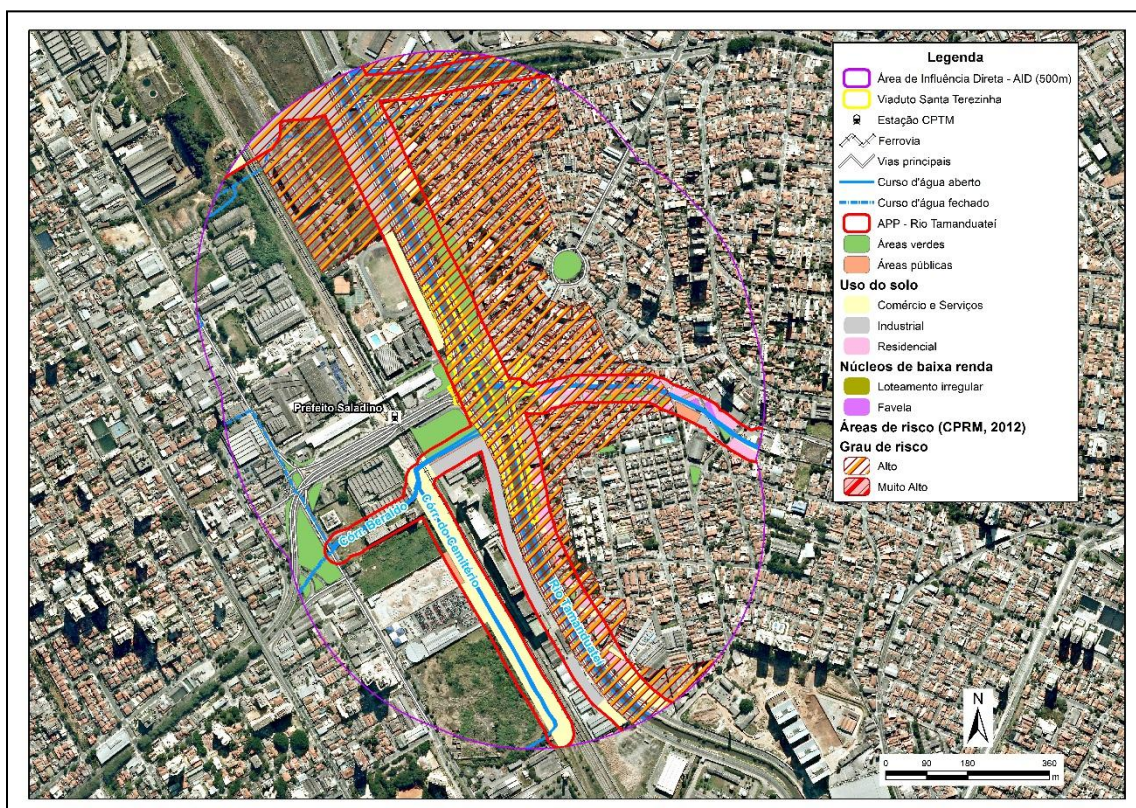 Legenda
Área de Influência Direta - AID (500m)
Viaduto Santa Terezinha
Estação CPTM
Ferrovia
Vias principais
Curso d'água aberto
Curso d'água fechado
APP - Rio Tamanduateí
Áreas verdes
Áreas públicas
Uso do solo
Comércio e Serviços
Industrial
Residencial
Núcleos de baixa renda
Loteamento irregular
Favela
Áreas de risco (CPRM, 2012)
Grau de risco
Alto
Muito Alto
Prefeito Saladino
Córr. Beraldo
Córr. do Cemitério
Rio Tamanduateí
N
0 90 180 360
m